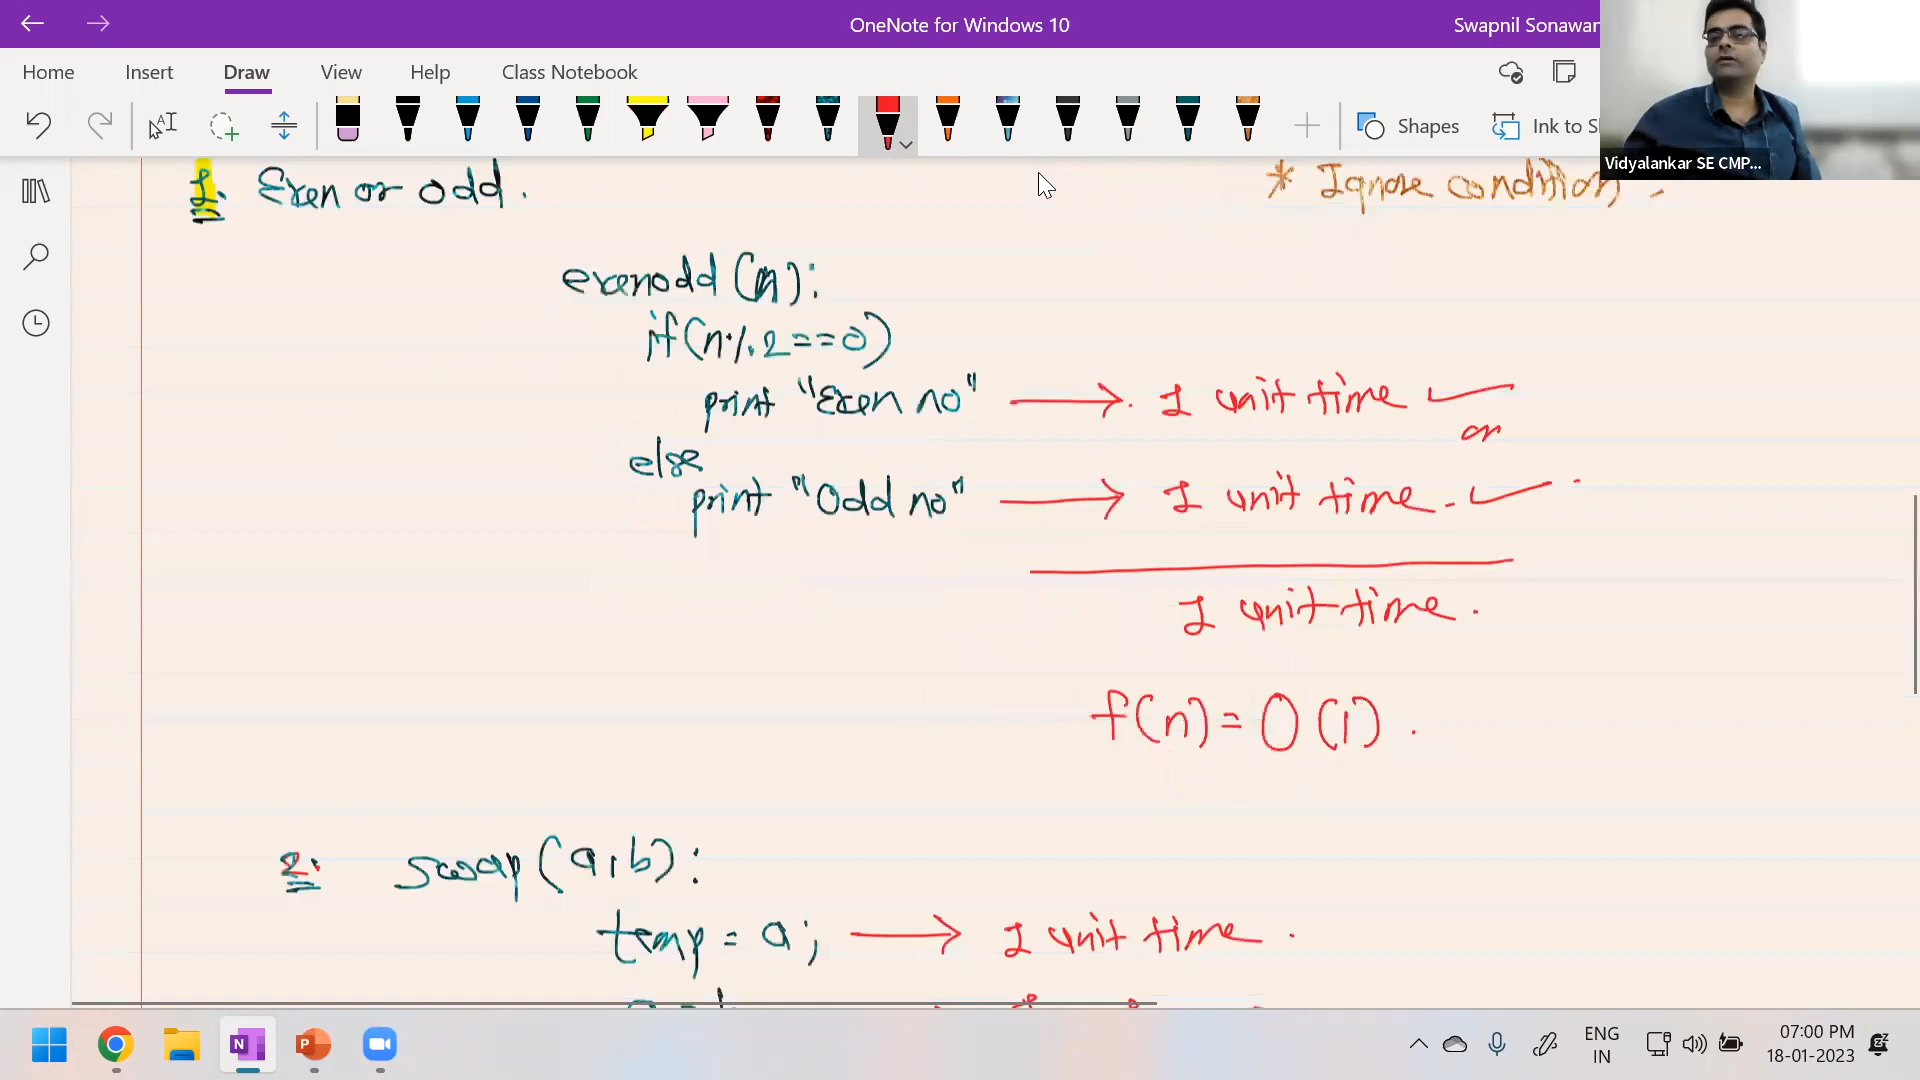 OneNote for Windows 10
Swapnil Sonawan
Home Insert Draw View Help Class Notebook
Shapes Ink to S
Vidyalankar SE CMP...
1. Even or Odd.
* Ignore condition.
evenodd (n):
if(n%2==0)
print "Even no" → 1 unit time
or
else
print "Odd no" → 1 unit time.
1 unit time.
f(n) = O(1).
2. swap(a,b):
temp = a; → 1 unit time.
ENG
IN
07:00 PM
18-01-2023